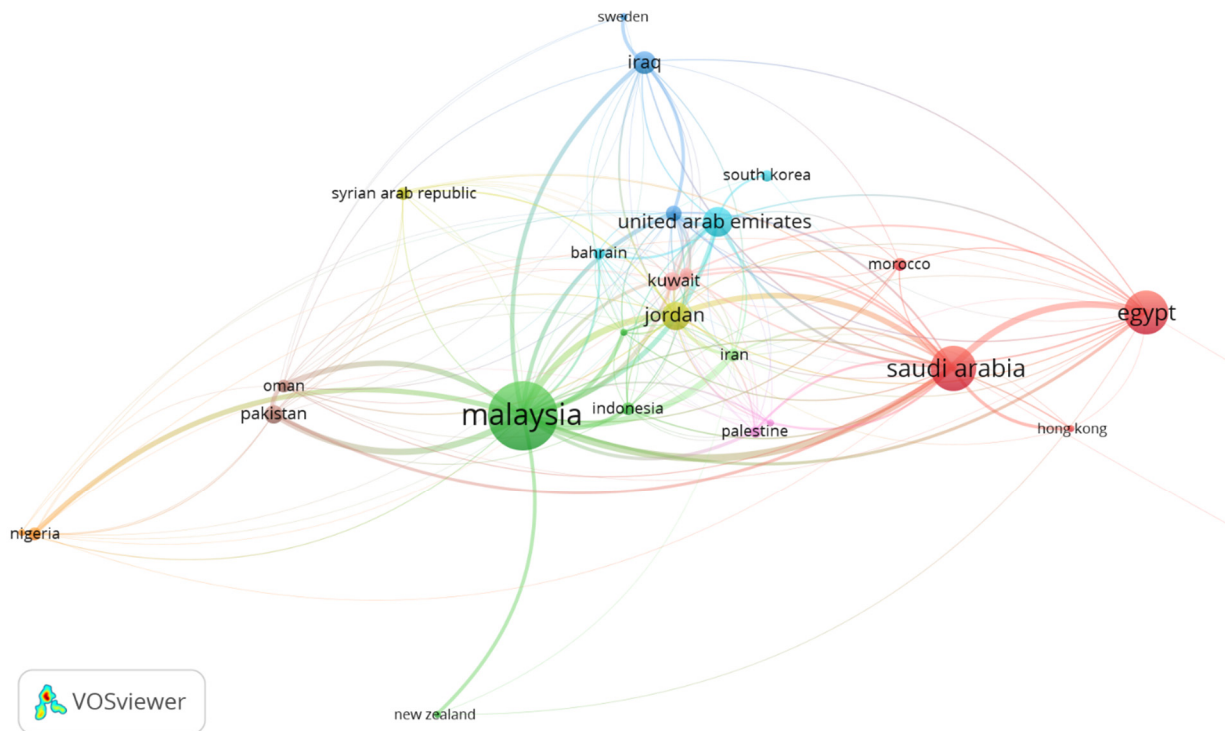 sweden
iraq
south korea
syrian arab republic
united arab emirates
bahrain
morocco
kuwait
jordan
egypt
iran
saudi arabia
oman
malaysia
indonesia
pakistan
palestine
hong kong
nigeria
VOSviewer
new zealand